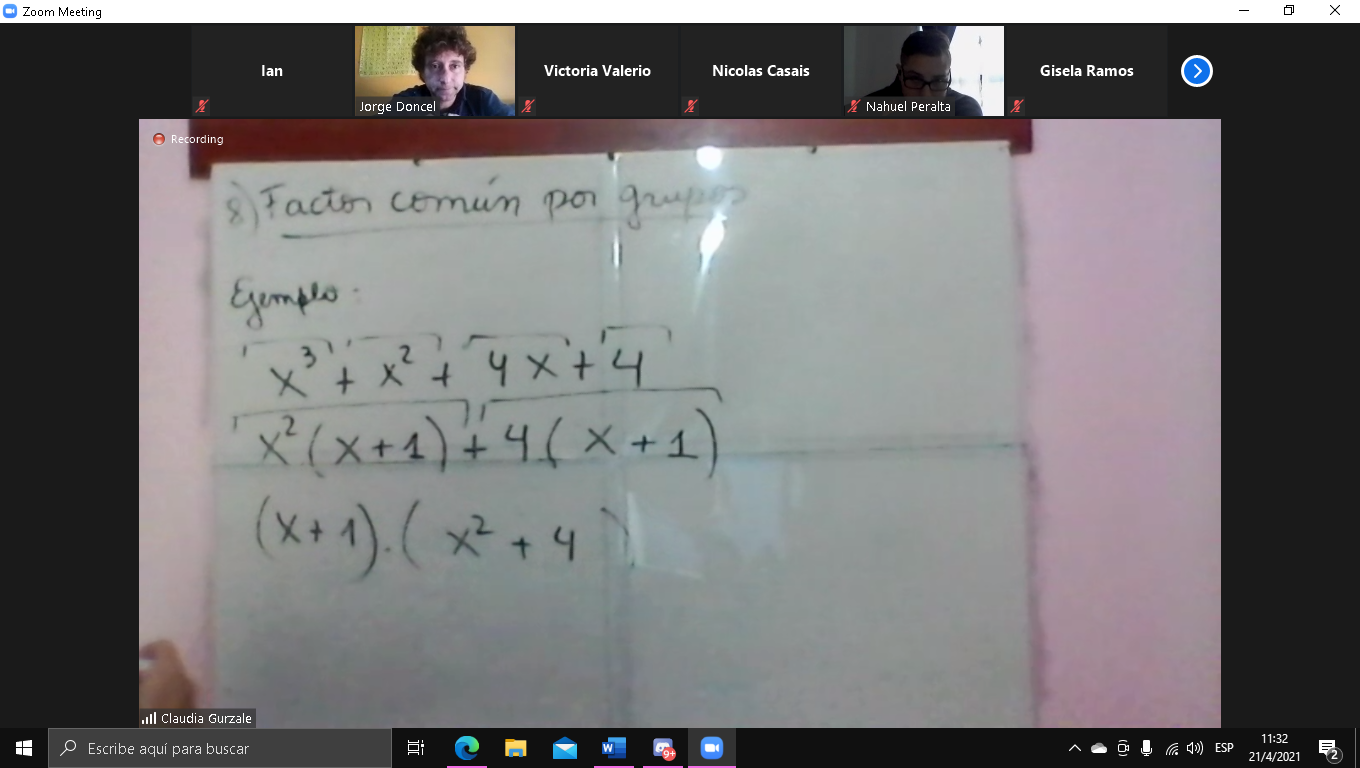 Zoom Meeting
Ian
Jorge Doncel
Victoria Valerio
Nicolas Casais
Nahuel Peralta
Gisela Ramos
Recording
8) Factor común por grupos
Ejemplo:
x³ + x² + 4x + 4
x² (x+1) + 4 ( x +1)
(x+1).( x² + 4 )
Claudia Gurzale
Escribe aquí para buscar
9+
ESP
11:32
21/4/2021
2